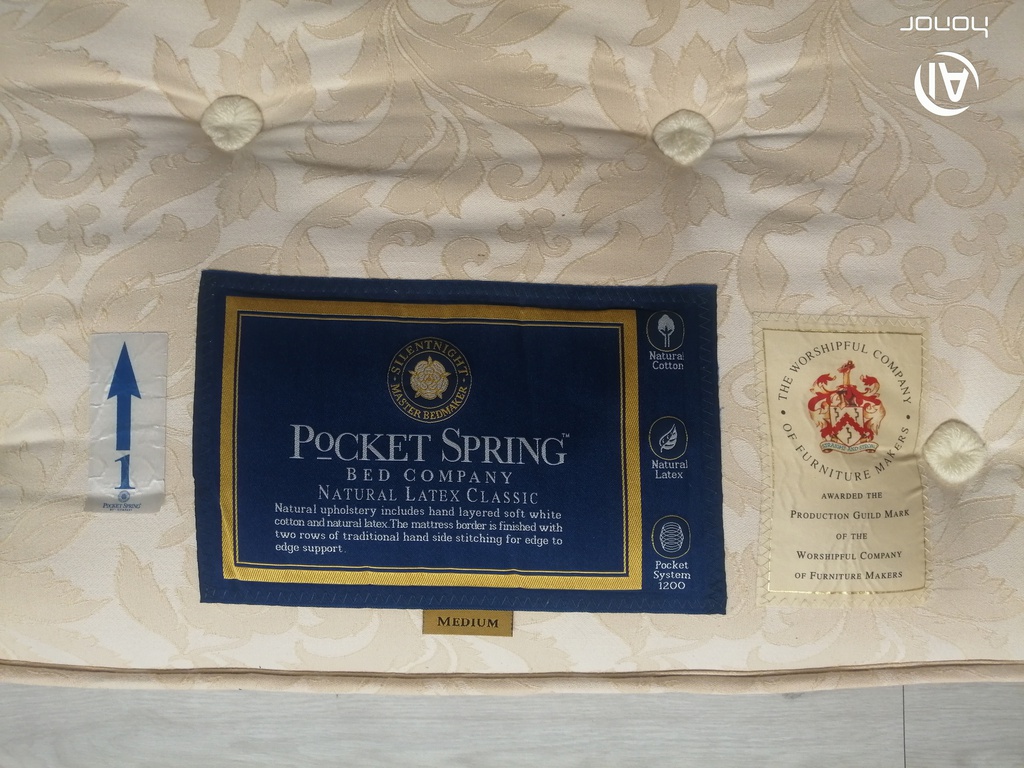 honor
AI
1
POCKET SPRING
SILENTNIGHT
MASTER BEDMAKER
POCKET SPRING™
BED COMPANY
NATURAL LATEX CLASSIC
Natural upholstery includes hand layered soft white
cotton and natural latex. The mattress border is finished with
two rows of traditional hand side stitching for edge to
edge support.
Natural
Cotton
Natural
Latex
Pocket
System
1200
MEDIUM
THE WORSHIPFUL COMPANY
OF FURNITURE MAKERS
AWARDED THE
PRODUCTION GUILD MARK
OF THE
WORSHIPFUL COMPANY
OF FURNITURE MAKERS